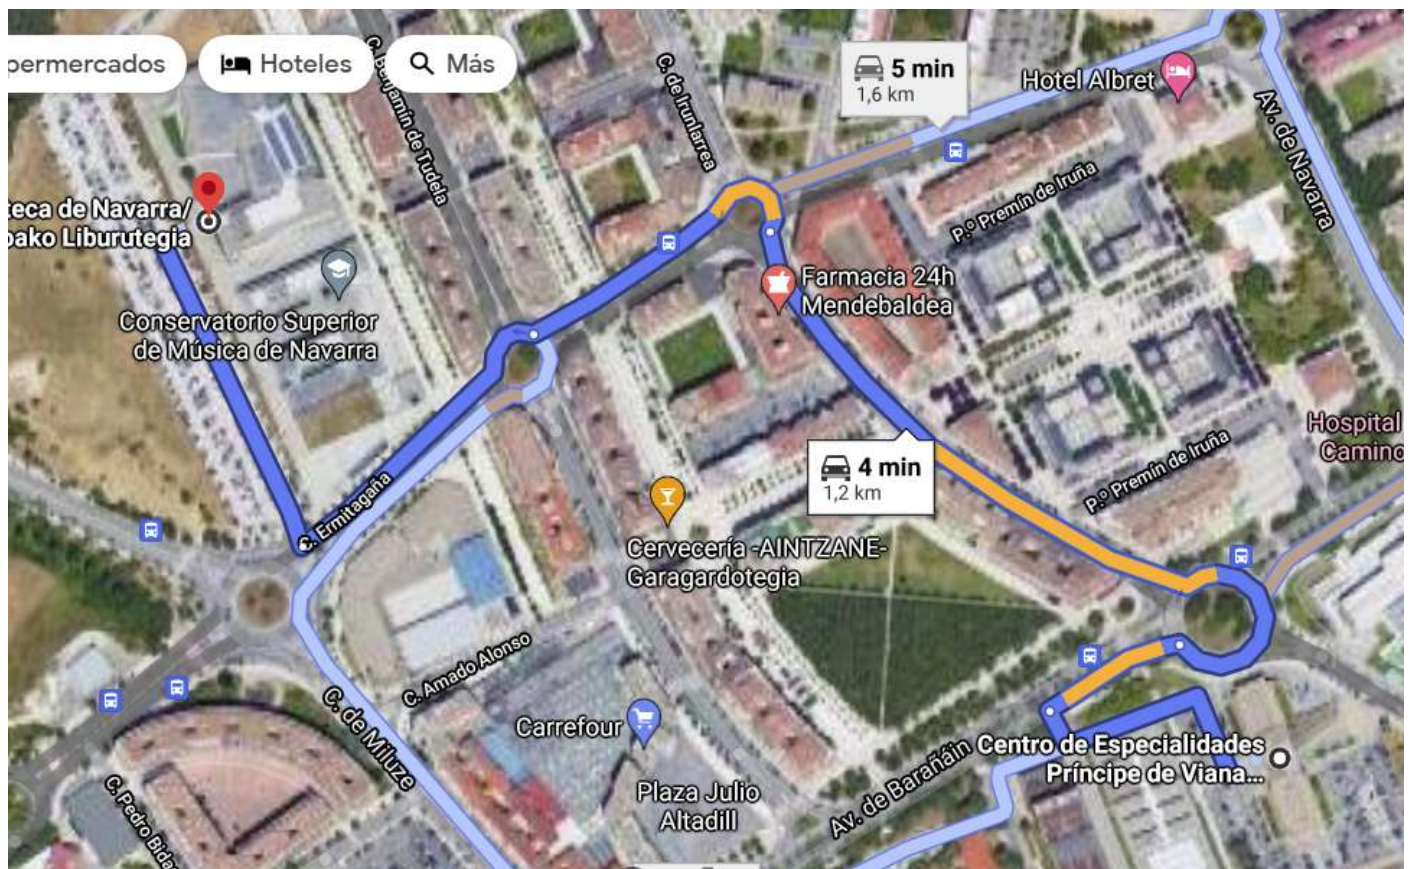 permercados
Hoteles
Más
C. Benjamín de Tudela
C. de Irunlarrea
5 min
1,6 km
Hotel Albret
Av. de Navarra
teca de Navarra/
oako Liburutegia
P.º Premín de Iruña
Farmacia 24h
Mendebaldea
Conservatorio Superior
de Música de Navarra
Hospital
Camino
4 min
1,2 km
P.º Premín de Iruña
C. Ermitagaña
Cervecería -AINTZANE-
Garagardotegia
C. Amado Alonso
C. de Miluze
Carrefour
Centro de Especialidades
Príncipe de Viana...
Av. de Barañáin
Plaza Julio
Altadill
C. Pedro Bida